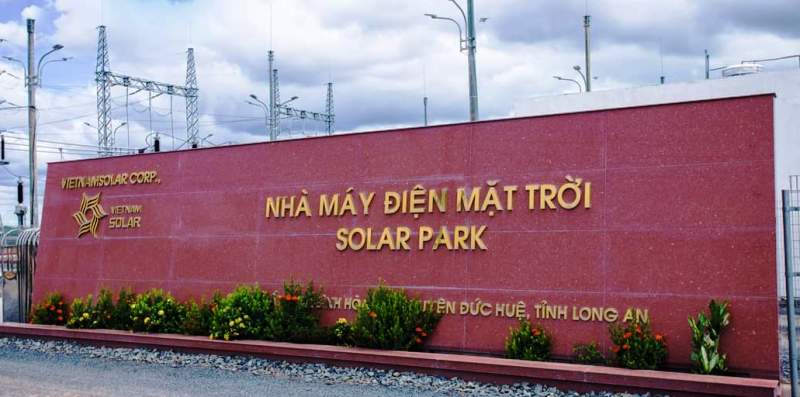 VIETNAMSOLAR CORP.,
VIETNAM
SOLAR
NHÀ MÁY ĐIỆN MẶT TRỜI
SOLAR PARK
ĐỨC HUỆ, TỈNH LONG AN